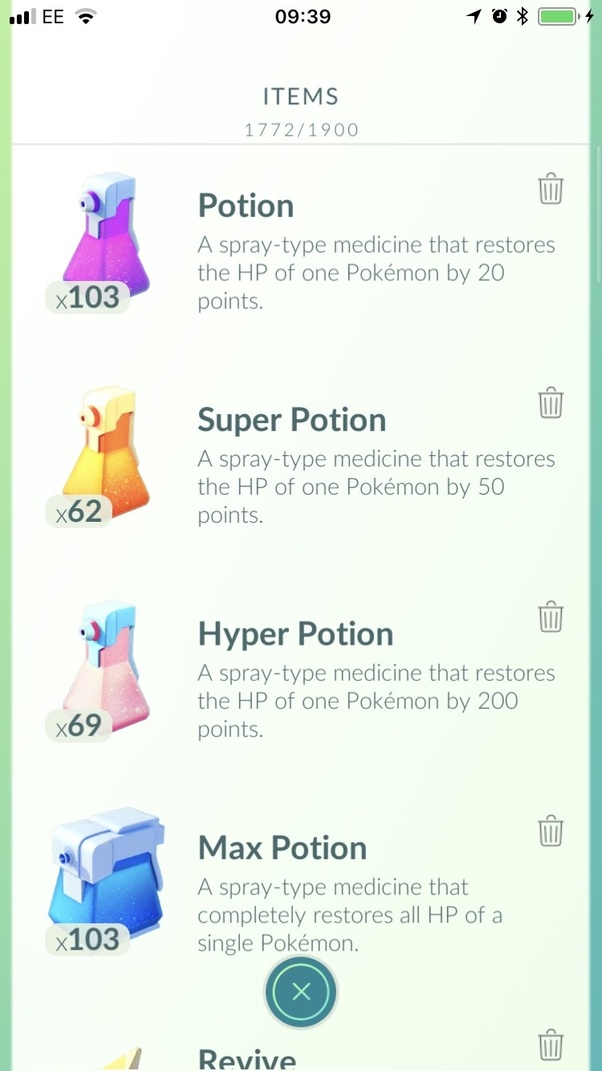 EE 09:39
ITEMS
1772/1900
Potion
A spray-type medicine that restores
the HP of one Pokémon by 20
points.
x103
Super Potion
A spray-type medicine that restores
the HP of one Pokémon by 50
points.
x62
Hyper Potion
A spray-type medicine that restores
the HP of one Pokémon by 200
points.
x69
Max Potion
A spray-type medicine that
completely restores all HP of a
single Pokémon.
x103
Revive